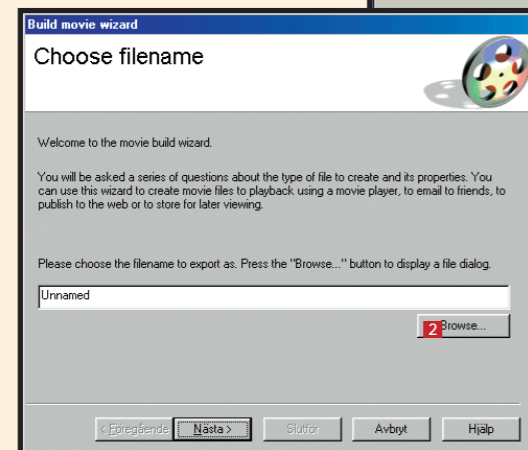 Build movie wizard
Choose filename
Welcome to the movie build wizard.
You will be asked a series of questions about the type of file to create and its properties. You
can use this wizard to create movie files to playback using a movie player, to email to friends, to
publish to the web or to store for later viewing.
Please choose the filename to export as. Press the "Browse..." button to display a file dialog.
Unnamed
2 Browse...
< Föregående Nästa > Slutför Avbryt Hjälp